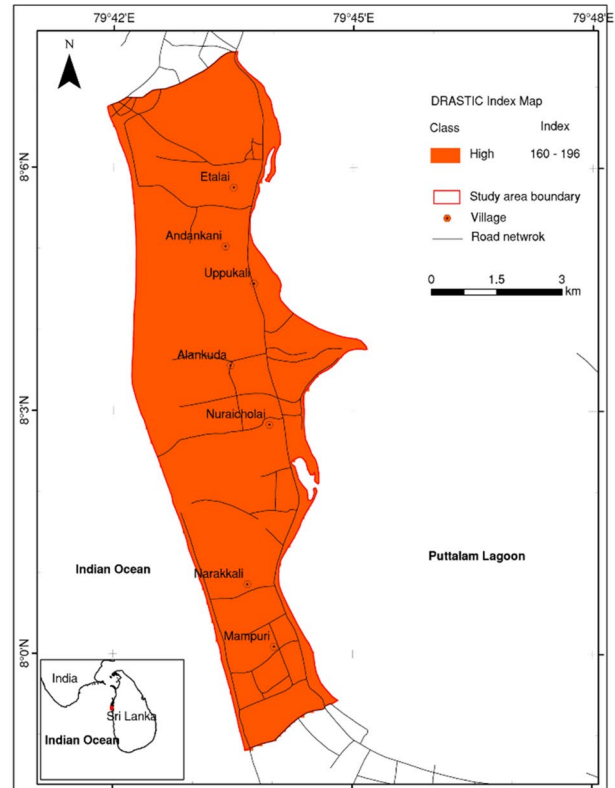 79°42'E
79°45'E
79°48'E
N
DRASTIC Index Map
Class Index
High 160 - 196
Study area boundary
Village
Road netwrok
0 1.5 3
km
8°6'N
8°3'N
8°0'N
Etalai
Andankani
Uppukali
Alankuda
Nuraicholai
Narakkali
Mampuri
Indian Ocean
Puttalam Lagoon
India
Sri Lanka
Indian Ocean